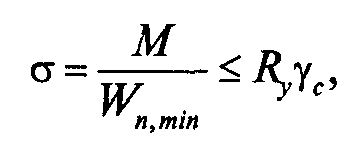 σ = M / W_{n,min} ≤ R_y γ_c,